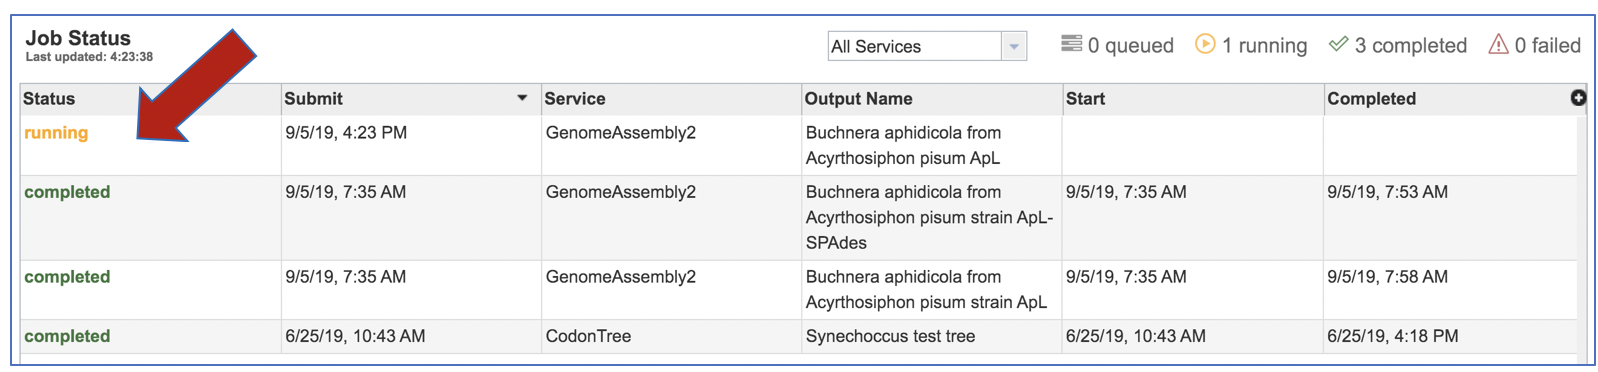 Job Status
Last updated: 4:23:38
All Services
0 queued
1 running
3 completed
0 failed
Status Submit Service Output Name Start Completed
running 9/5/19, 4:23 PM GenomeAssembly2 Buchnera aphidicola from
Acyrthosiphon pisum ApL
completed 9/5/19, 7:35 AM GenomeAssembly2 Buchnera aphidicola from 9/5/19, 7:35 AM 9/5/19, 7:53 AM
Acyrthosiphon pisum strain ApL-
SPAdes
completed 9/5/19, 7:35 AM GenomeAssembly2 Buchnera aphidicola from 9/5/19, 7:35 AM 9/5/19, 7:58 AM
Acyrthosiphon pisum strain ApL
completed 6/25/19, 10:43 AM CodonTree Synechoccus test tree 6/25/19, 10:43 AM 6/25/19, 4:18 PM